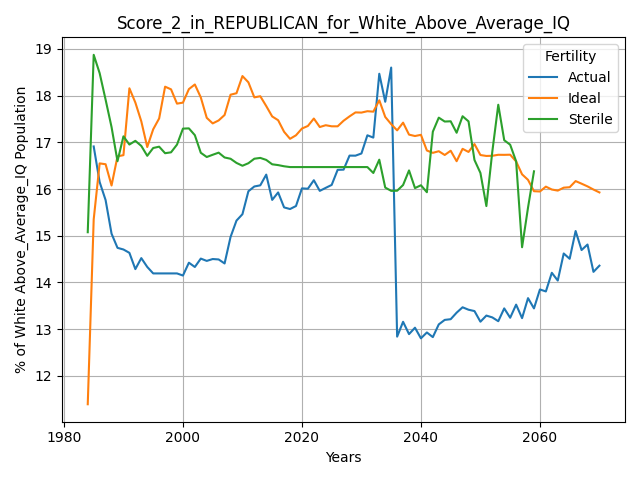 Score_2_in_REPUBLICAN_for_White_Above_Average_IQ
% of White Above_Average_IQ Population
19
18
17
16
15
14
13
12
Fertility
Actual
Ideal
Sterile
1980
2000
2020
2040
2060
Years